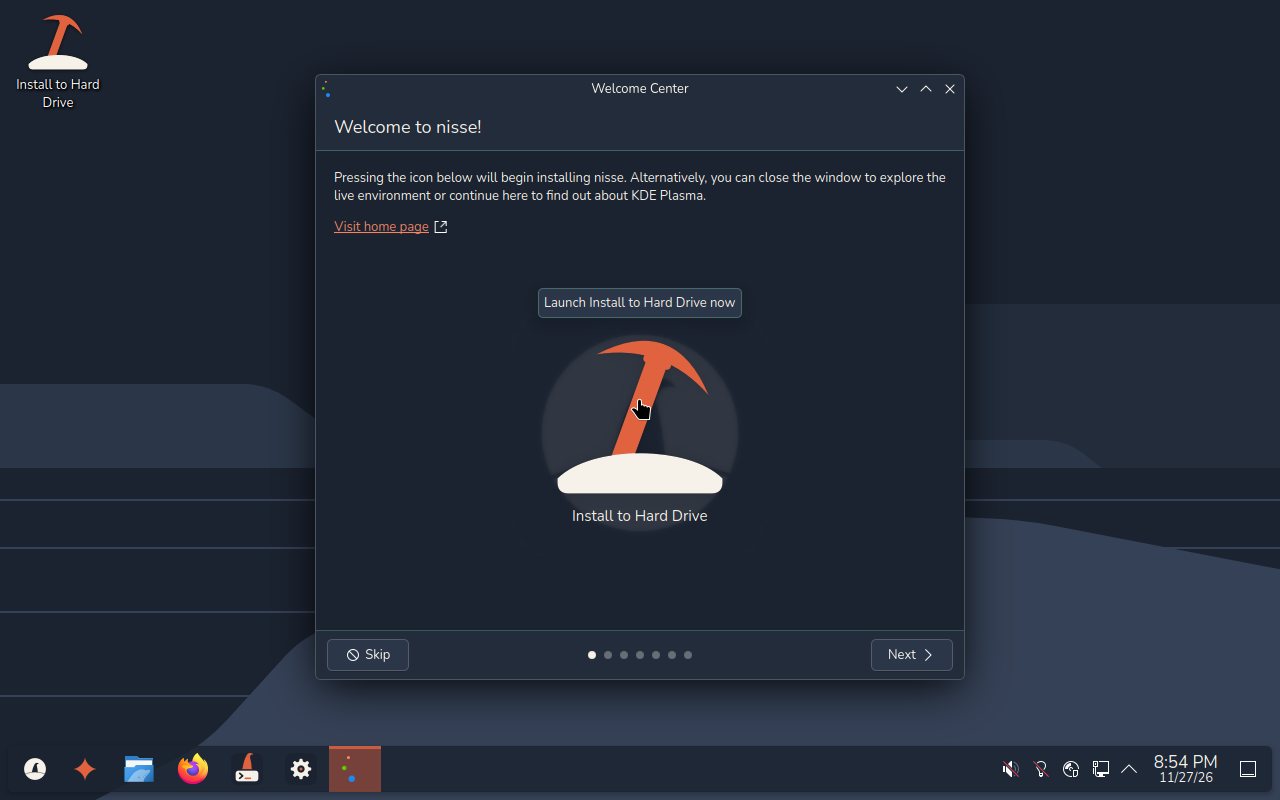 Install to Hard
Drive
Welcome Center
Welcome to nisse!
Pressing the icon below will begin installing nisse. Alternatively, you can close the window to explore the
live environment or continue here to find out about KDE Plasma.
Visit home page
Launch Install to Hard Drive now
Install to Hard Drive
Skip
Next
8:54 PM
11/27/26